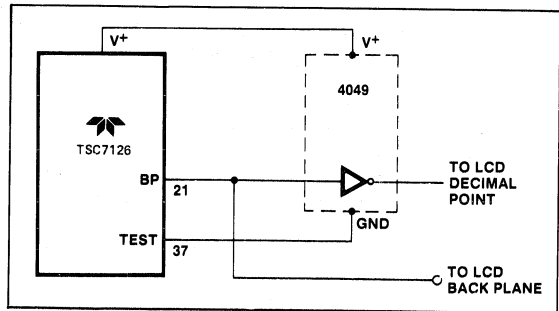 V+
V+
4049
TSC7126
BP
21
TO LCD
DECIMAL
POINT
TEST
37
GND
TO LCD
BACK PLANE